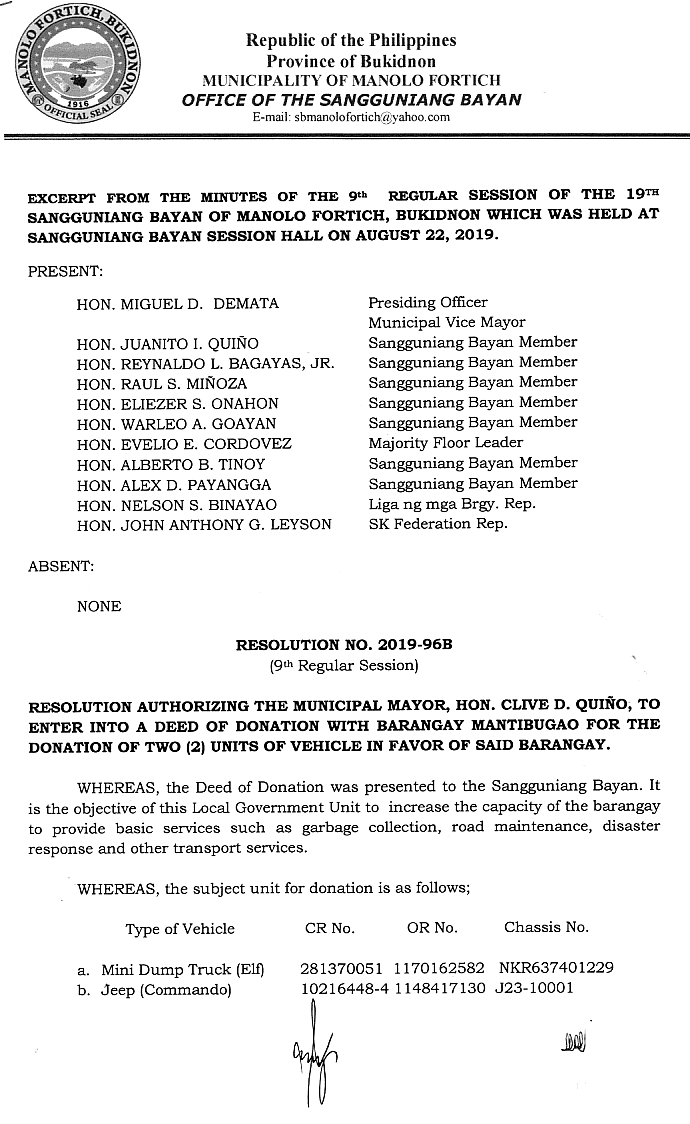 MANOLO FORTICH, BUKIDNON
1916
OFFICIAL SEAL
Republic of the Philippines
Province of Bukidnon
MUNICIPALITY OF MANOLO FORTICH
OFFICE OF THE SANGGUNIANG BAYAN
E-mail: sbmanolofortich@yahoo.com
EXCERPT FROM THE MINUTES OF THE 9th REGULAR SESSION OF THE 19TH
SANGGUNIANG BAYAN OF MANOLO FORTICH, BUKIDNON WHICH WAS HELD AT
SANGGUNIANG BAYAN SESSION HALL ON AUGUST 22, 2019.
PRESENT:
HON. MIGUEL D. DEMATA Presiding Officer
Municipal Vice Mayor
HON. JUANITO I. QUIÑO Sangguniang Bayan Member
HON. REYNALDO L. BAGAYAS, JR. Sangguniang Bayan Member
HON. RAUL S. MIÑOZA Sangguniang Bayan Member
HON. ELIEZER S. ONAHON Sangguniang Bayan Member
HON. WARLEO A. GOAYAN Sangguniang Bayan Member
HON. EVELIO E. CORDOVEZ Majority Floor Leader
HON. ALBERTO B. TINOY Sangguniang Bayan Member
HON. ALEX D. PAYANGGA Sangguniang Bayan Member
HON. NELSON S. BINAYAO Liga ng mga Brgy. Rep.
HON. JOHN ANTHONY G. LEYSON SK Federation Rep.
ABSENT:
NONE
RESOLUTION NO. 2019-96B
(9th Regular Session)
RESOLUTION AUTHORIZING THE MUNICIPAL MAYOR, HON. CLIVE D. QUIÑO, TO
ENTER INTO A DEED OF DONATION WITH BARANGAY MANTIBUGAO FOR THE
DONATION OF TWO (2) UNITS OF VEHICLE IN FAVOR OF SAID BARANGAY.
WHEREAS, the Deed of Donation was presented to the Sangguniang Bayan. It
is the objective of this Local Government Unit to increase the capacity of the barangay
to provide basic services such as garbage collection, road maintenance, disaster
response and other transport services.
WHEREAS, the subject unit for donation is as follows;
Type of Vehicle CR No. OR No. Chassis No.
a. Mini Dump Truck (Elf) 281370051 1170162582 NKR637401229
b. Jeep (Commando) 10216448-4 1148417130 J23-10001